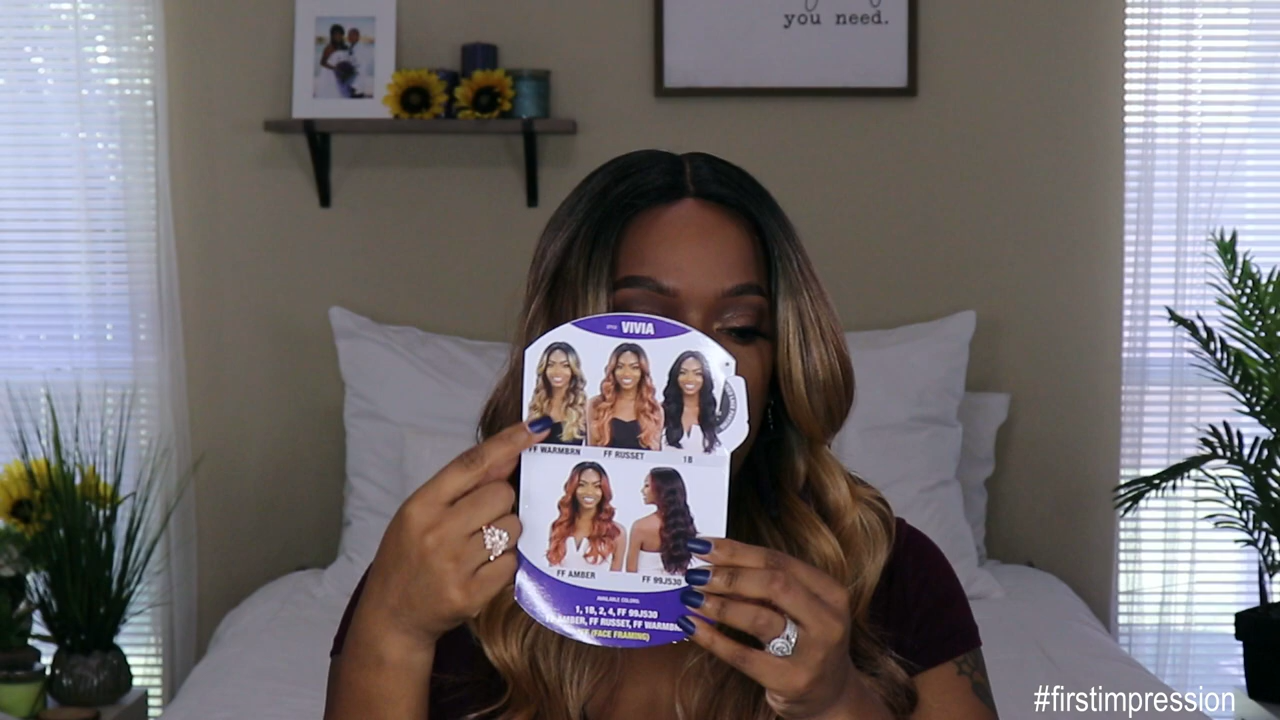 you need.
STYLE VIVIA
FF WARMBRN
FF RUSSET
1B
FF AMBER
FF 99J530
AVAILABLE COLORS:
1, 1B, 2, 4, FF 99J530
FF AMBER, FF RUSSET, FF WARMBRN
(FACE FRAMING)
#firstimpression